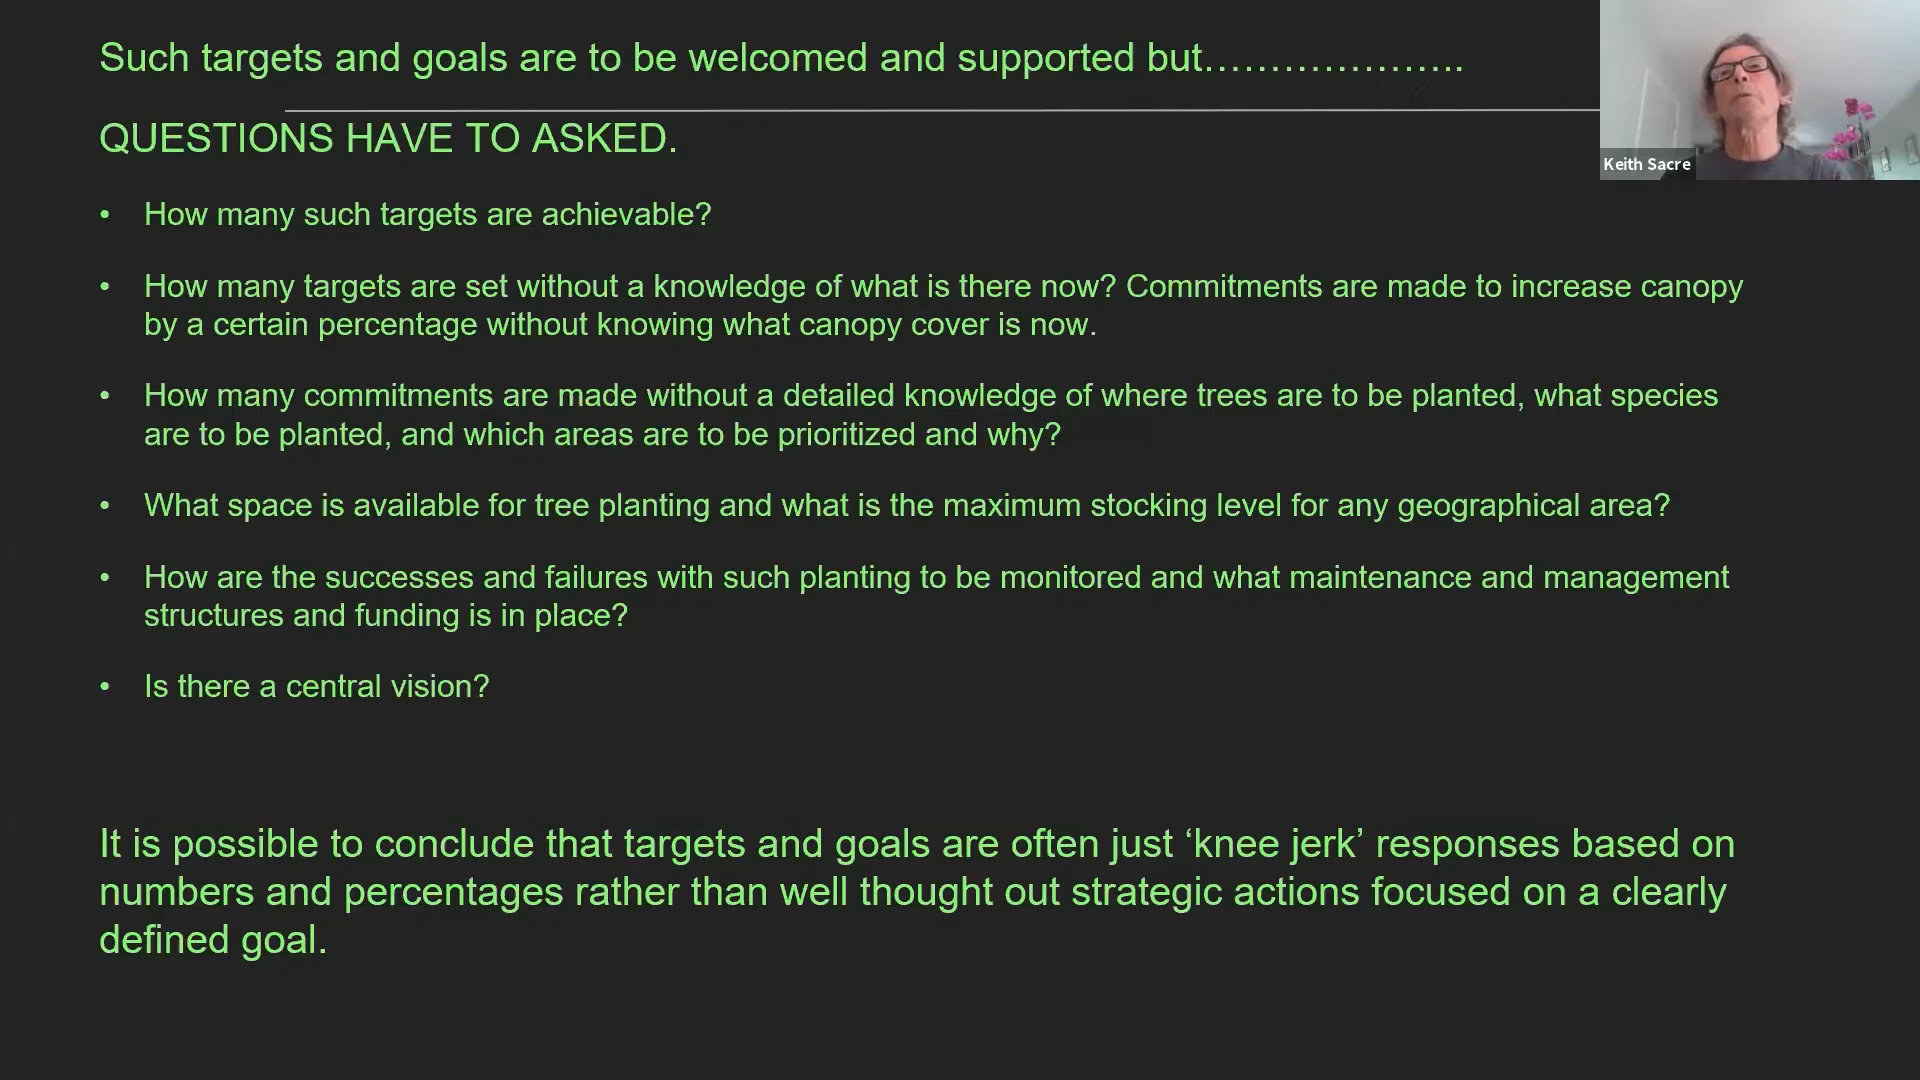 Such targets and goals are to be welcomed and supported but………………..
QUESTIONS HAVE TO ASKED.
Keith Sacre
• How many such targets are achievable?
• How many targets are set without a knowledge of what is there now? Commitments are made to increase canopy
by a certain percentage without knowing what canopy cover is now.
• How many commitments are made without a detailed knowledge of where trees are to be planted, what species
are to be planted, and which areas are to be prioritized and why?
• What space is available for tree planting and what is the maximum stocking level for any geographical area?
• How are the successes and failures with such planting to be monitored and what maintenance and management
structures and funding is in place?
• Is there a central vision?
It is possible to conclude that targets and goals are often just ‘knee jerk’ responses based on
numbers and percentages rather than well thought out strategic actions focused on a clearly
defined goal.